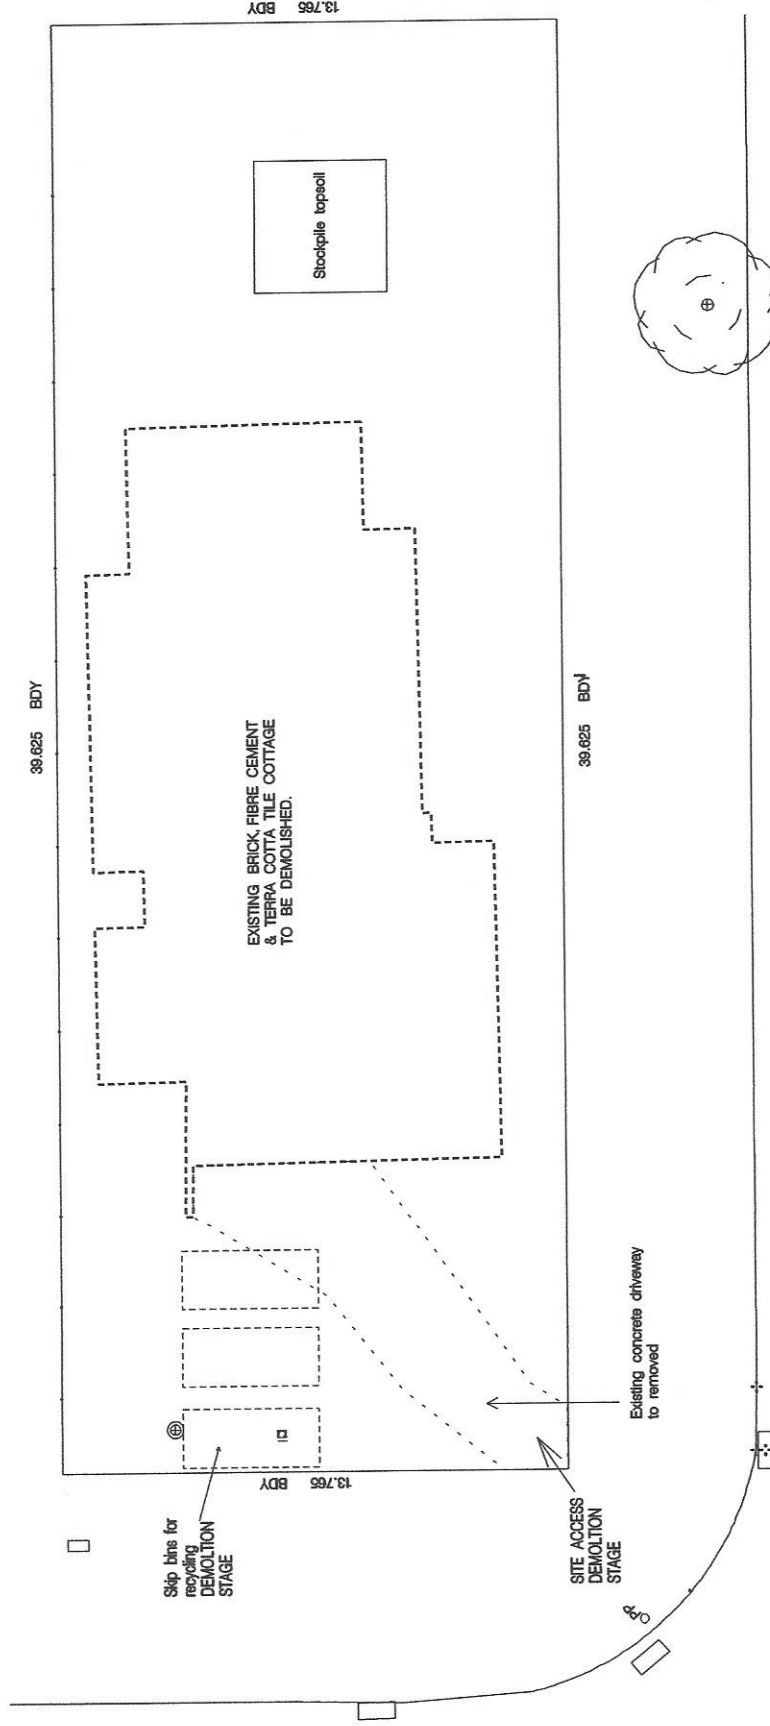 13.765 BDY
Stockpile topsoil
39.625 BDY
EXISTING BRICK, FIBRE CEMENT
& TERRA COTTA TILE COTTAGE
TO BE DEMOLISHED.
39.625 BDY
Existing concrete driveway
to removed
13.765 BDY
Skip bins for
recycling
DEMOLTION
STAGE
SITE ACCESS
DEMOLTION
STAGE
PP